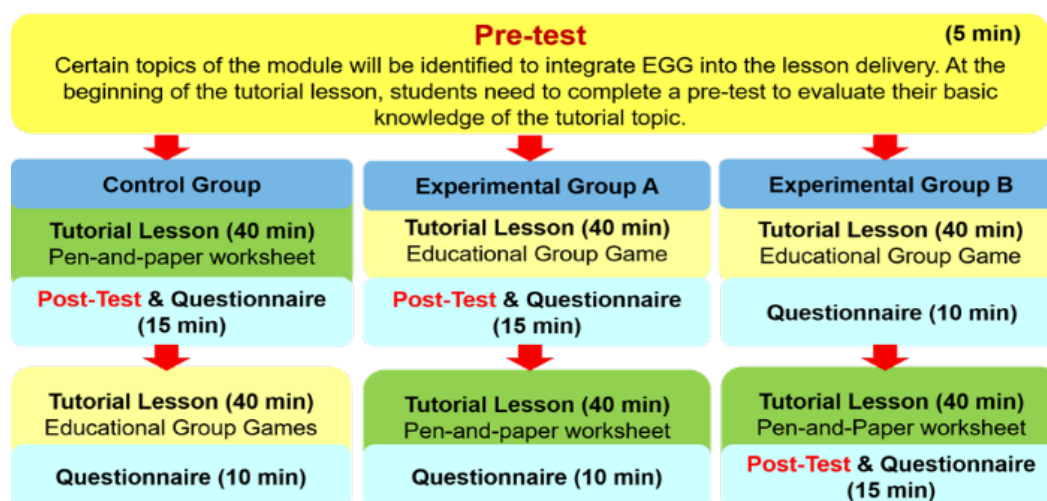 Pre-test (5 min)
Certain topics of the module will be identified to integrate EGG into the lesson delivery. At the
beginning of the tutorial lesson, students need to complete a pre-test to evaluate their basic
knowledge of the tutorial topic.
Control Group
Tutorial Lesson (40 min)
Pen-and-paper worksheet
Post-Test & Questionnaire
(15 min)
Tutorial Lesson (40 min)
Educational Group Games
Questionnaire (10 min)
Experimental Group A
Tutorial Lesson (40 min)
Educational Group Game
Post-Test & Questionnaire
(15 min)
Tutorial Lesson (40 min)
Pen-and-paper worksheet
Questionnaire (10 min)
Experimental Group B
Tutorial Lesson (40 min)
Educational Group Game
Questionnaire (10 min)
Tutorial Lesson (40 min)
Pen-and-Paper worksheet
Post-Test & Questionnaire
(15 min)